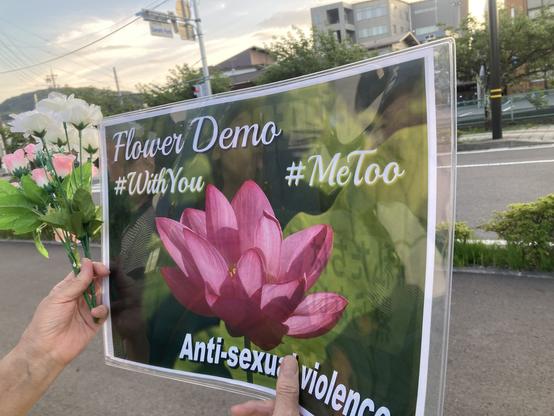 Flower Demo
#WithYou #MeToo
Anti-sexual violence